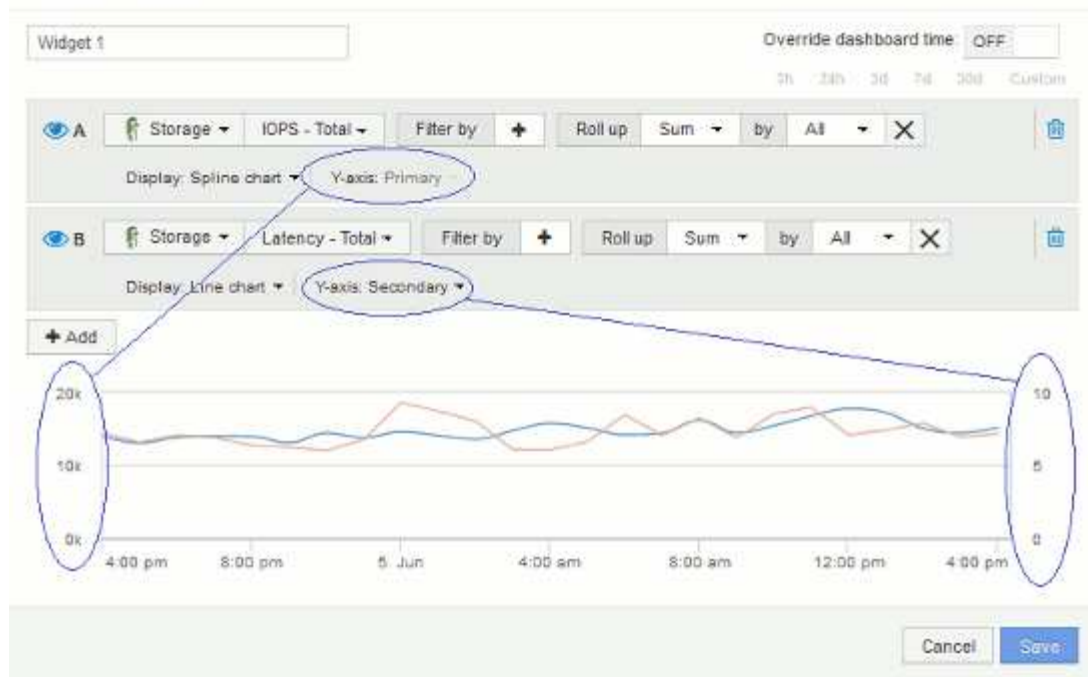 Widget 1
Override dashboard time: OFF
3h 24h 3d 7d 30d Custom
A Storage IOPS - Total Filter by + Roll up Sum by All X
Display: Spline chart Y-axis: Primary
B Storage Latency - Total Filter by + Roll up Sum by All X
Display: Line chart Y-axis: Secondary
+ Add
20k 10
10k 5
0k 0
4:00 pm 8:00 pm 5. Jun 4:00 am 8:00 am 12:00 pm 4:00 pm
Cancel Save